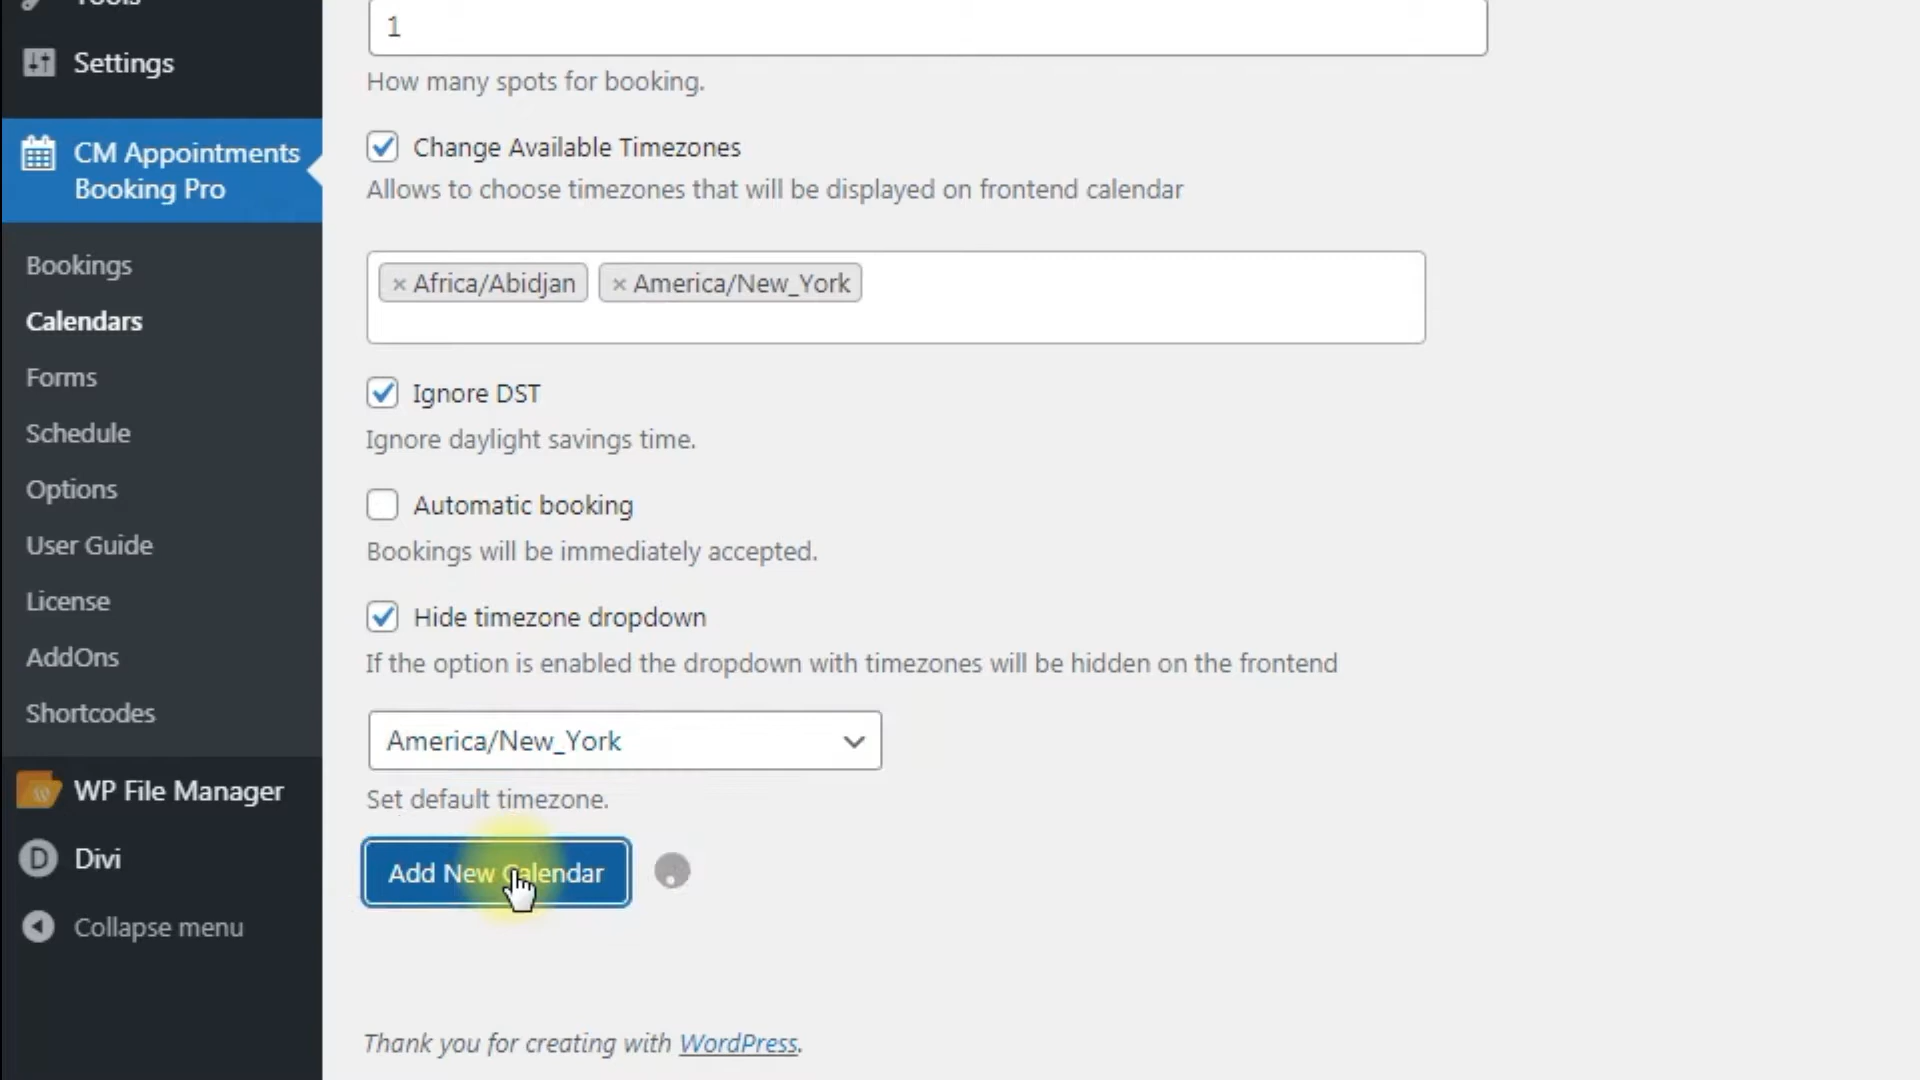 Tools
Settings
CM Appointments
Booking Pro
Bookings
Calendars
Forms
Schedule
Options
User Guide
License
AddOns
Shortcodes
WP File Manager
Divi
Collapse menu
1
How many spots for booking.
Change Available Timezones
Allows to choose timezones that will be displayed on frontend calendar
× Africa/Abidjan × America/New_York
Ignore DST
Ignore daylight savings time.
Automatic booking
Bookings will be immediately accepted.
Hide timezone dropdown
If the option is enabled the dropdown with timezones will be hidden on the frontend
America/New_York
Set default timezone.
Add New Calendar
Thank you for creating with WordPress.